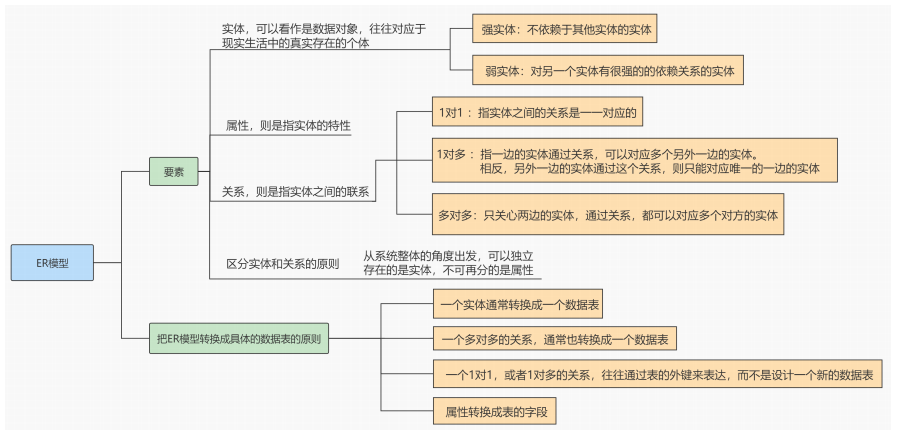 ER模型
要素
实体，可以看作是数据对象，往往对应于
现实生活中的真实存在的个体
强实体：不依赖于其他实体的实体
弱实体：对另一个实体有很强的的依赖关系的实体
属性，则是指实体的特性
关系，则是指实体之间的联系
1对1 ：指实体之间的关系是一一对应的
1对多 ：指一边的实体通过关系，可以对应多个另外一边的实体。
相反，另外一边的实体通过这个关系，则只能对应唯一的一边的实体
多对多：只关心两边的实体，通过关系，都可以对应多个对方的实体
区分实体和关系的原则
从系统整体的角度出发，可以独立
存在的是实体，不可再分的是属性
把ER模型转换成具体的数据表的原则
一个实体通常转换成一个数据表
一个多对多的关系，通常也转换成一个数据表
一个1对1，或者1对多的关系，往往通过表的外键来表达，而不是设计一个新的数据表
属性转换成表的字段